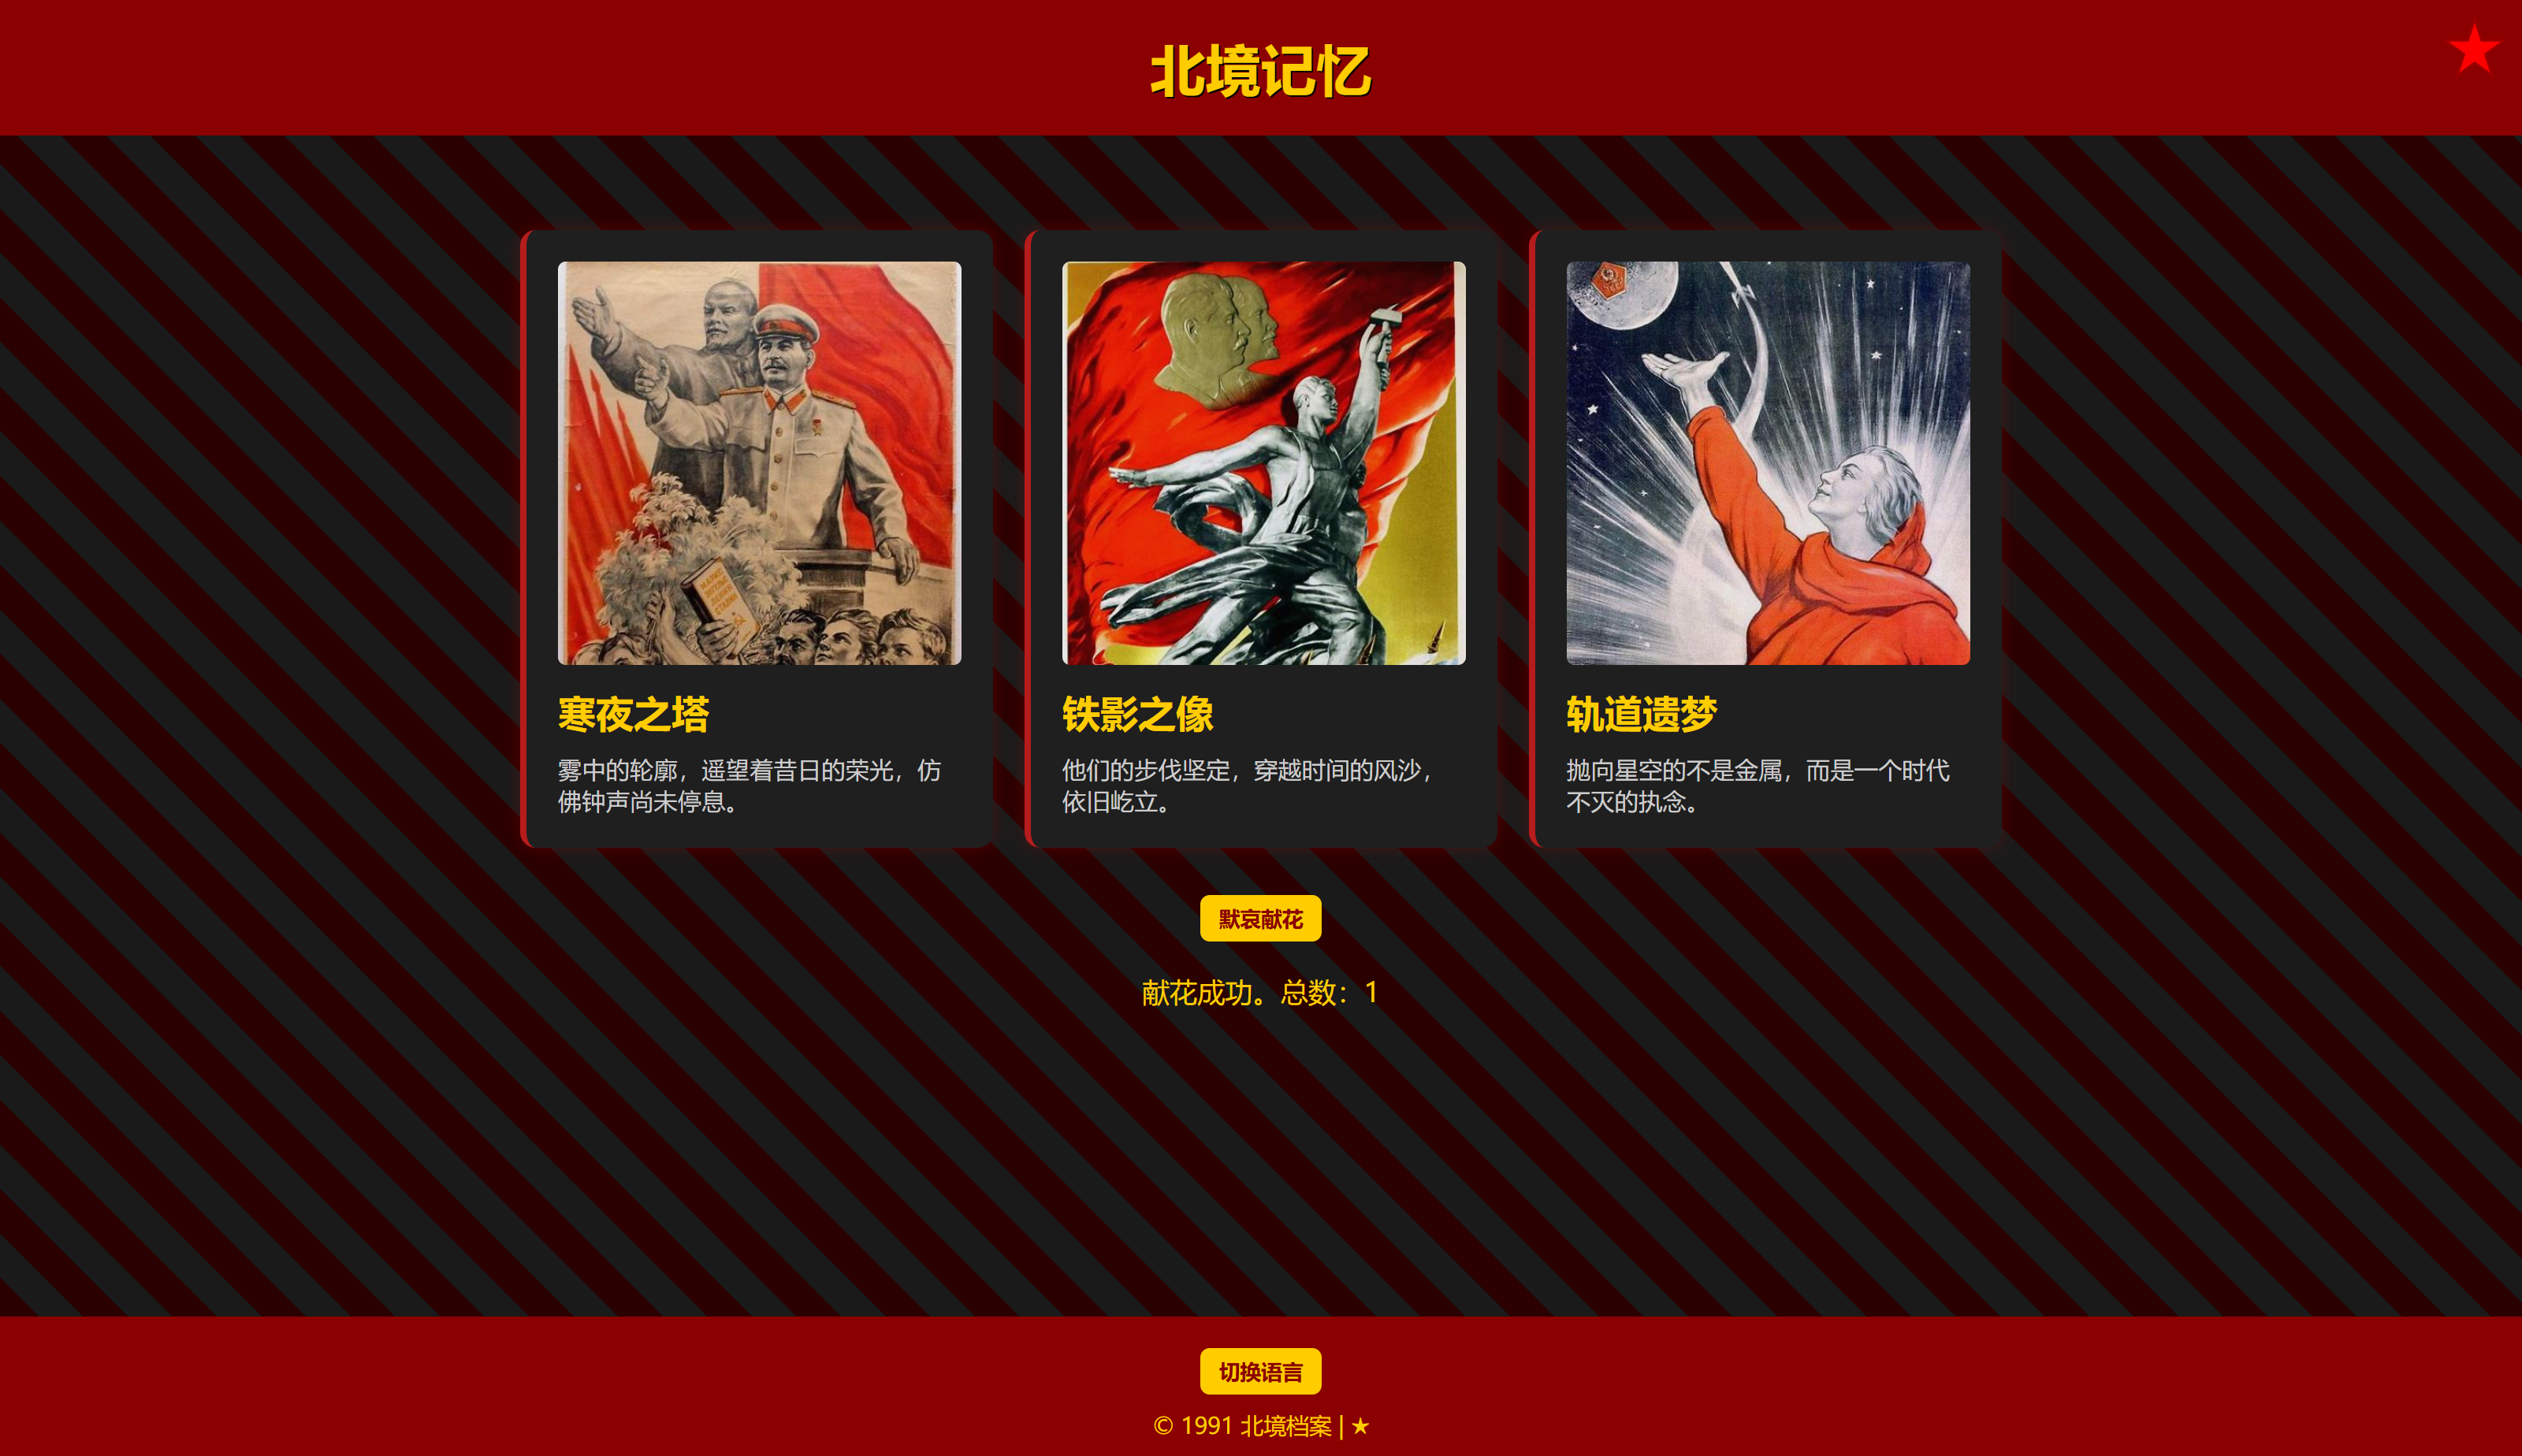 北境记忆
寒夜之塔
雾中的轮廓，遥望着昔日的荣光，仿
佛钟声尚未停息。
铁影之像
他们的步伐坚定，穿越时间的风沙，
依旧屹立。
轨道遗梦
抛向星空的不是金属，而是一个时代
不灭的执念。
默哀献花
献花成功。总数：1
切换语言
© 1991 北境档案 | ★